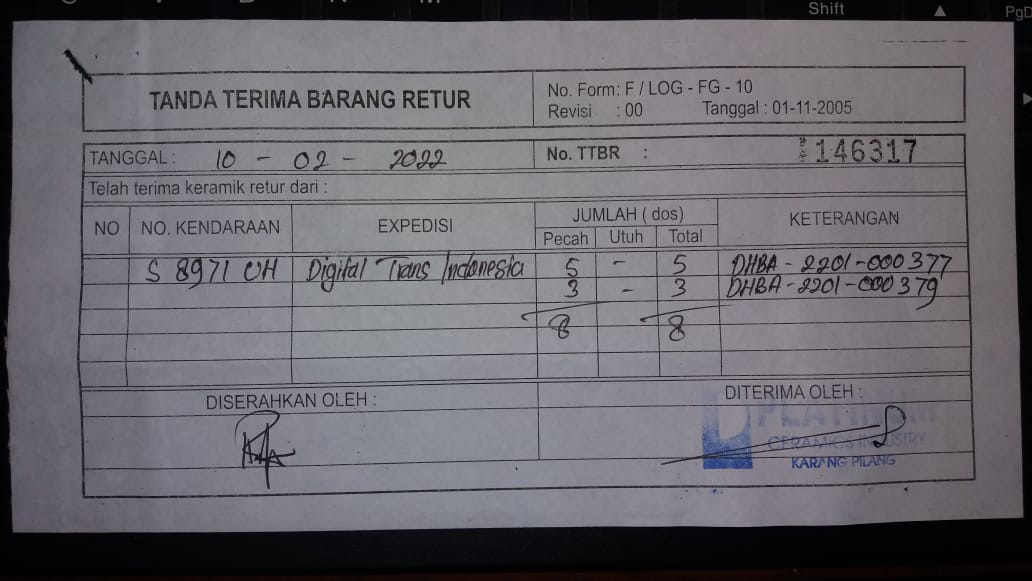 Shift
PgD
TANDA TERIMA BARANG RETUR
No. Form: F / LOG - FG - 10
Revisi : 00 Tanggal : 01-11-2005
TANGGAL : 10 - 02 - 2022
No. TTBR : 146317
Telah terima keramik retur dari :
NO NO. KENDARAAN EXPEDISI JUMLAH ( dos) KETERANGAN
Pecah Utuh Total
S 8971 UH Digital Trans Indonesia 5 - 5 DHBA - 2201-000377
3 - 3 DHBA - 2201-000379
8 8
DISERAHKAN OLEH :
DITERIMA OLEH :
PLATINUM
CERAMICS INDUSTRY
KARANG PILANG